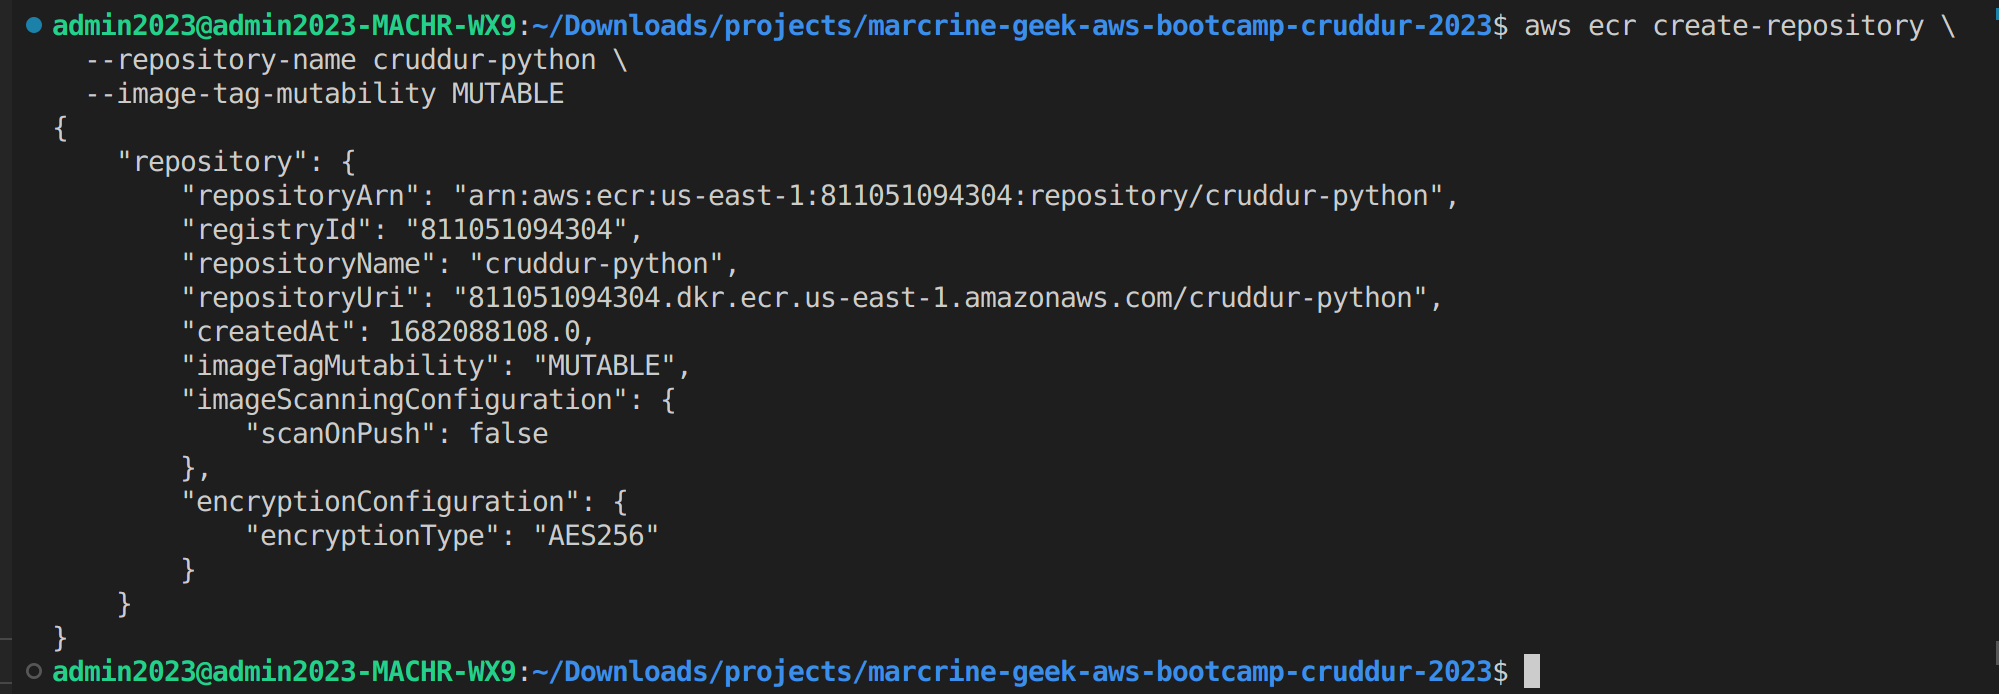 admin2023@admin2023-MACHR-WX9:~/Downloads/projects/marcrine-geek-aws-bootcamp-cruddur-2023$ aws ecr create-repository \
  --repository-name cruddur-python \
  --image-tag-mutability MUTABLE
{
    "repository": {
        "repositoryArn": "arn:aws:ecr:us-east-1:811051094304:repository/cruddur-python",
        "registryId": "811051094304",
        "repositoryName": "cruddur-python",
        "repositoryUri": "811051094304.dkr.ecr.us-east-1.amazonaws.com/cruddur-python",
        "createdAt": 1682088108.0,
        "imageTagMutability": "MUTABLE",
        "imageScanningConfiguration": {
            "scanOnPush": false
        },
        "encryptionConfiguration": {
            "encryptionType": "AES256"
        }
    }
}
admin2023@admin2023-MACHR-WX9:~/Downloads/projects/marcrine-geek-aws-bootcamp-cruddur-2023$